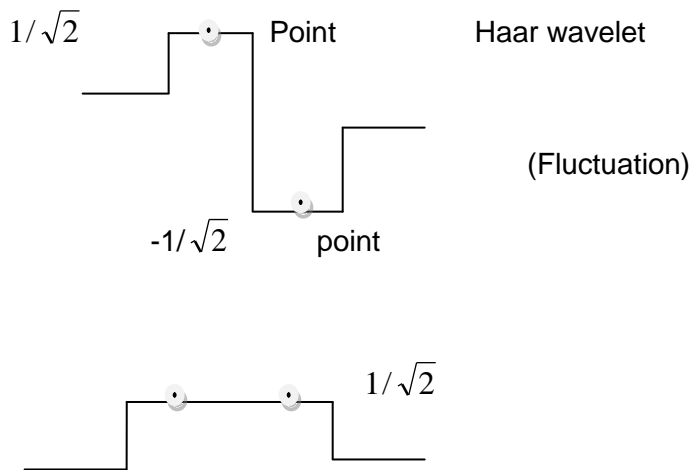 1/√2 Point Haar wavelet
(Fluctuation)
-1/√2 point
1/√2